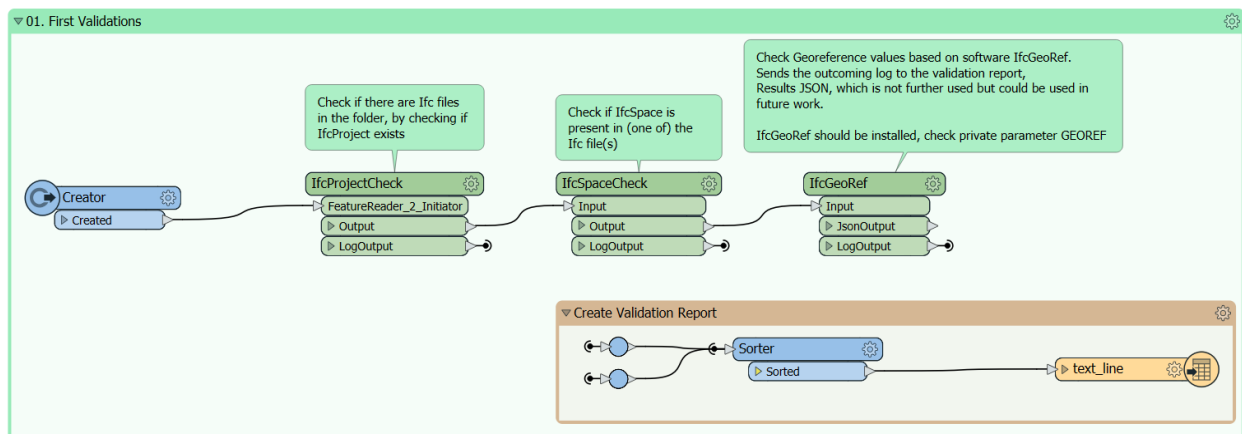 01. First Validations
Check if there are Ifc files
in the folder, by checking if
IfcProject exists
Check if IfcSpace is
present in (one of) the
Ifc file(s)
Check Georeference values based on software IfcGeoRef.
Sends the outcoming log to the validation report,
Results JSON, which is not further used but could be used in
future work.
IfcGeoRef should be installed, check private parameter GEOREF
Creator
Created
IfcProjectCheck
FeatureReader_2_Initiator
Output
LogOutput
IfcSpaceCheck
Input
Output
LogOutput
IfcGeoRef
Input
JsonOutput
LogOutput
Create Validation Report
Sorter
Sorted
text_line